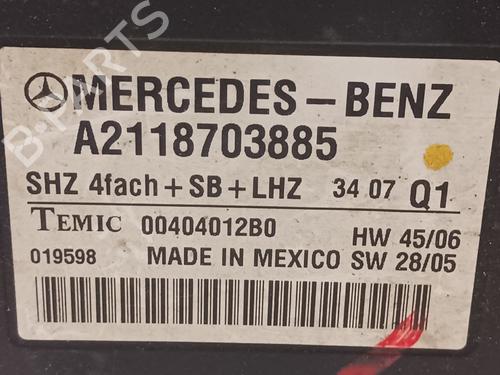 MERCEDES-BENZ
A2118703885
SHZ 4fach+SB+LHZ 34 07 Q1
TEMIC 00404012B0 HW 45/06
019598 MADE IN MEXICO SW 28/05
B-PARTS